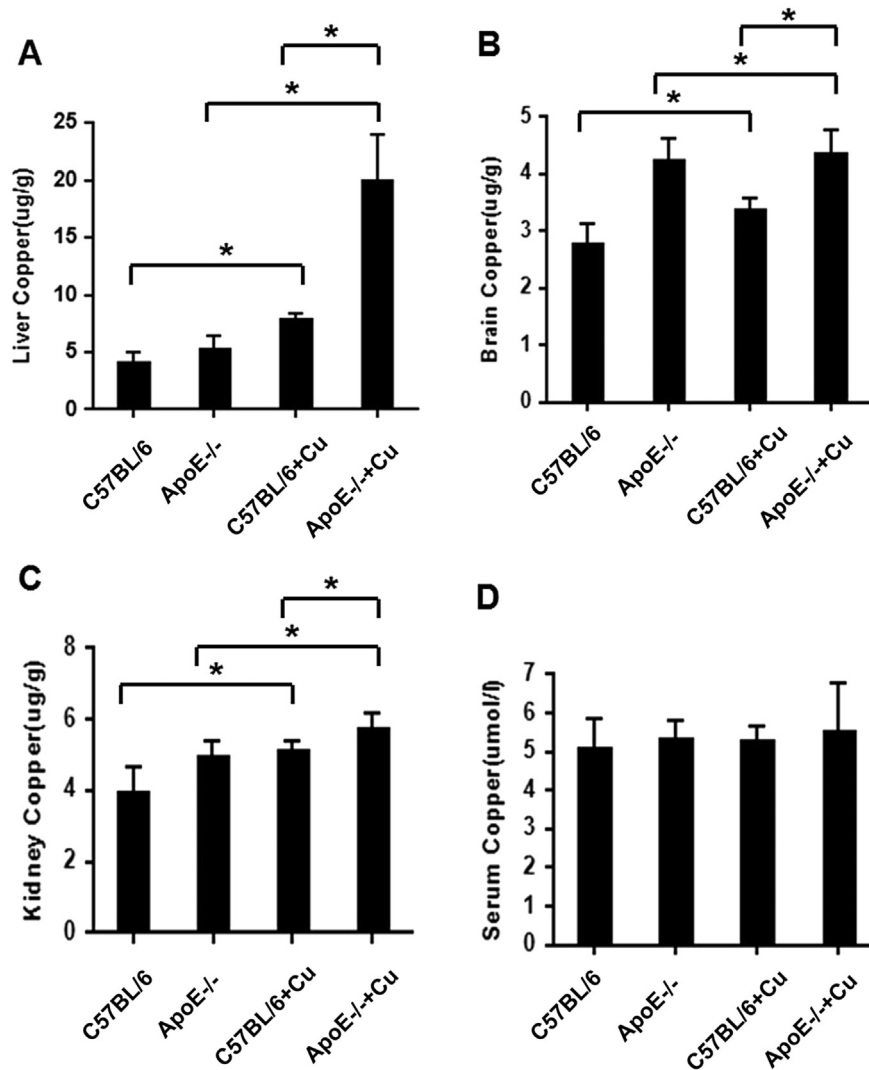 A
*
*
*
Liver Copper(ug/g)
25
20
15
10
5
0
C57BL/6
ApoE-/-
C57BL/6+Cu
ApoE-/-+Cu
B
*
*
*
Brain Copper(ug/g)
5
4
3
2
1
0
C57BL/6
ApoE-/-
C57BL/6+Cu
ApoE-/-+Cu
C
*
*
*
Kidney Copper(ug/g)
8
6
4
2
0
C57BL/6
ApoE-/-
C57BL/6+Cu
ApoE-/-+Cu
D
Serum Copper(umol/l)
7
6
5
4
3
2
1
0
C57BL/6
ApoE-/-
C57BL/6+Cu
ApoE-/-+Cu